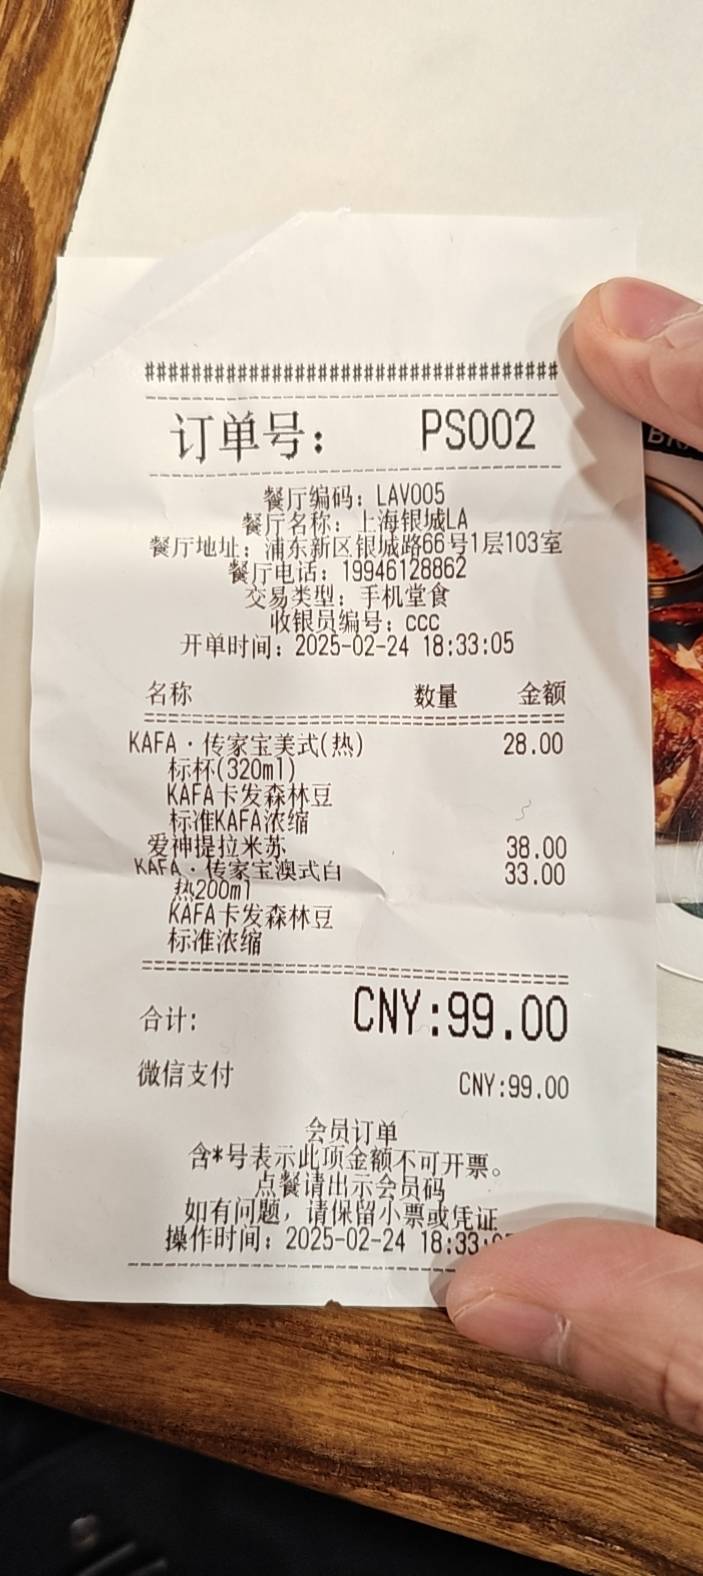 ##################################
订单号: PS002
餐厅编码: LAV005
餐厅名称: 上海银城LA
餐厅地址: 浦东新区银城路66号1层103室
餐厅电话: 19946128862
交易类型: 手机堂食
收银员编号: ccc
开单时间: 2025-02-24 18:33:05
名称 数量 金额
KAFA·传家宝美式(热) 28.00
标杯(320ml)
KAFA卡发森林豆
标准KAFA浓缩
爱神提拉米苏 38.00
KAFA·传家宝澳式白 33.00
热200ml
KAFA卡发森林豆
标准浓缩
合计: CNY:99.00
微信支付 CNY:99.00
会员订单
含*号表示此项金额不可开票。
点餐请出示会员码
如有问题，请保留小票或凭证
操作时间: 2025-02-24 18:33: